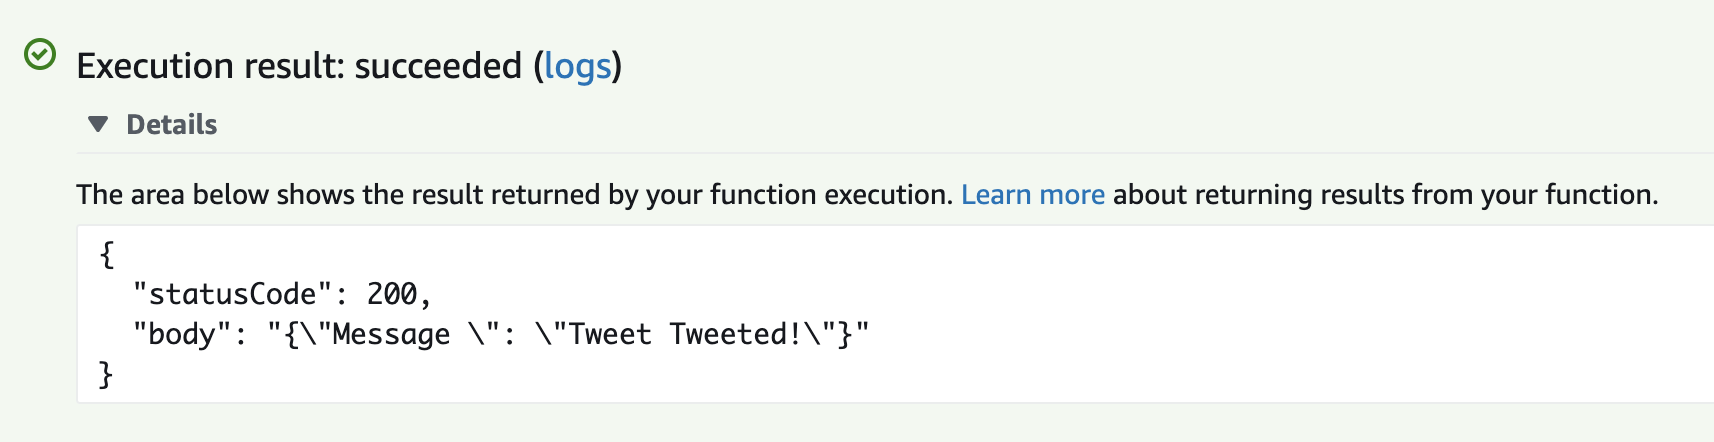 Execution result: succeeded (logs)
Details
The area below shows the result returned by your function execution. Learn more about returning results from your function.
{
  "statusCode": 200,
  "body": "{\"Message \": \"Tweet Tweeted!\"}"
}